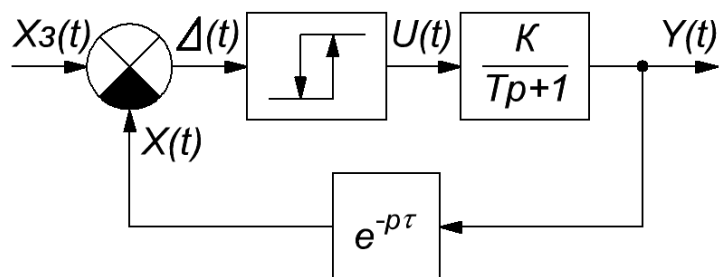 Xз(t)
Δ(t)
U(t)
K
Tp+1
Y(t)
X(t)
e^-pτ